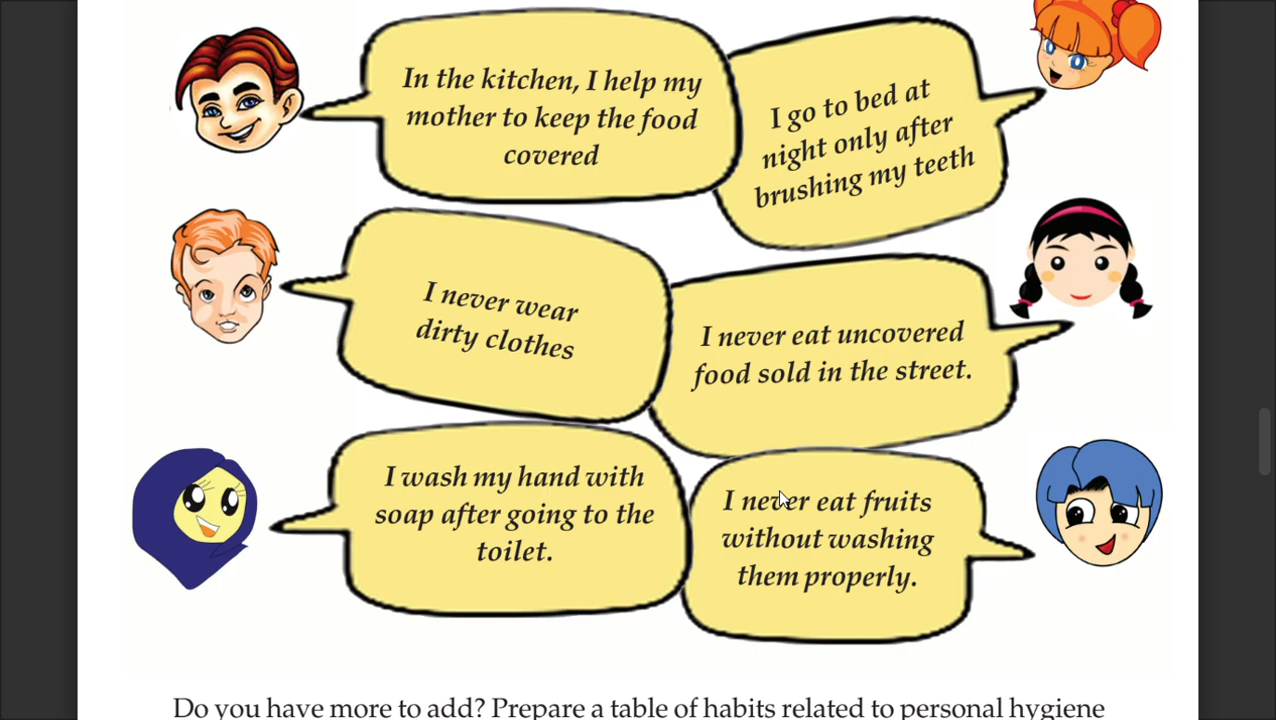 In the kitchen, I help my
mother to keep the food
covered
I go to bed at
night only after
brushing my teeth
I never wear
dirty clothes
I never eat uncovered
food sold in the street.
I wash my hand with
soap after going to the
toilet.
I never eat fruits
without washing
them properly.
Do you have more to add? Prepare a table of habits related to personal hygiene